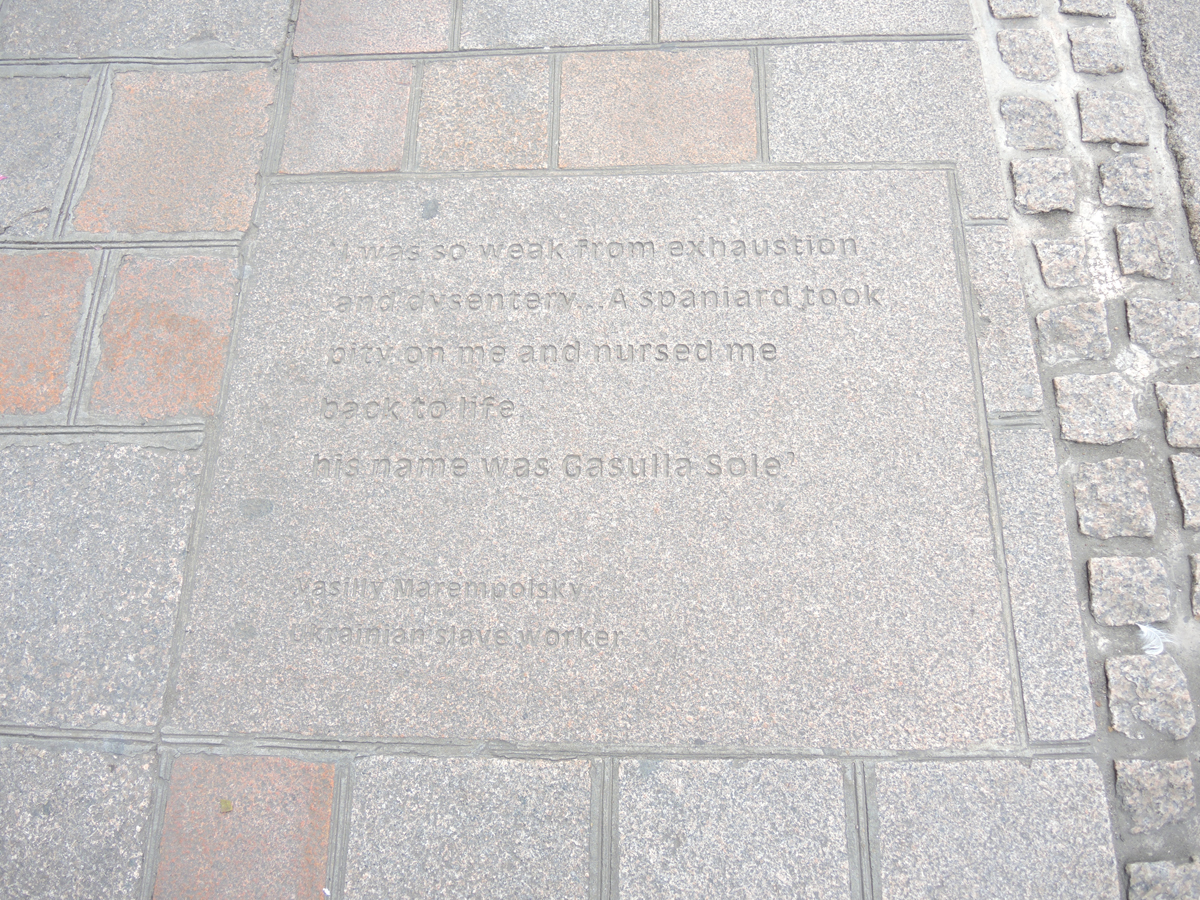 'I was so weak from exhaustion
and dysentery...A spaniard took
pity on me and nursed me
back to life,
his name was Gasulla Sole'
Vasilly Marempolsky
Ukrainian slave worker